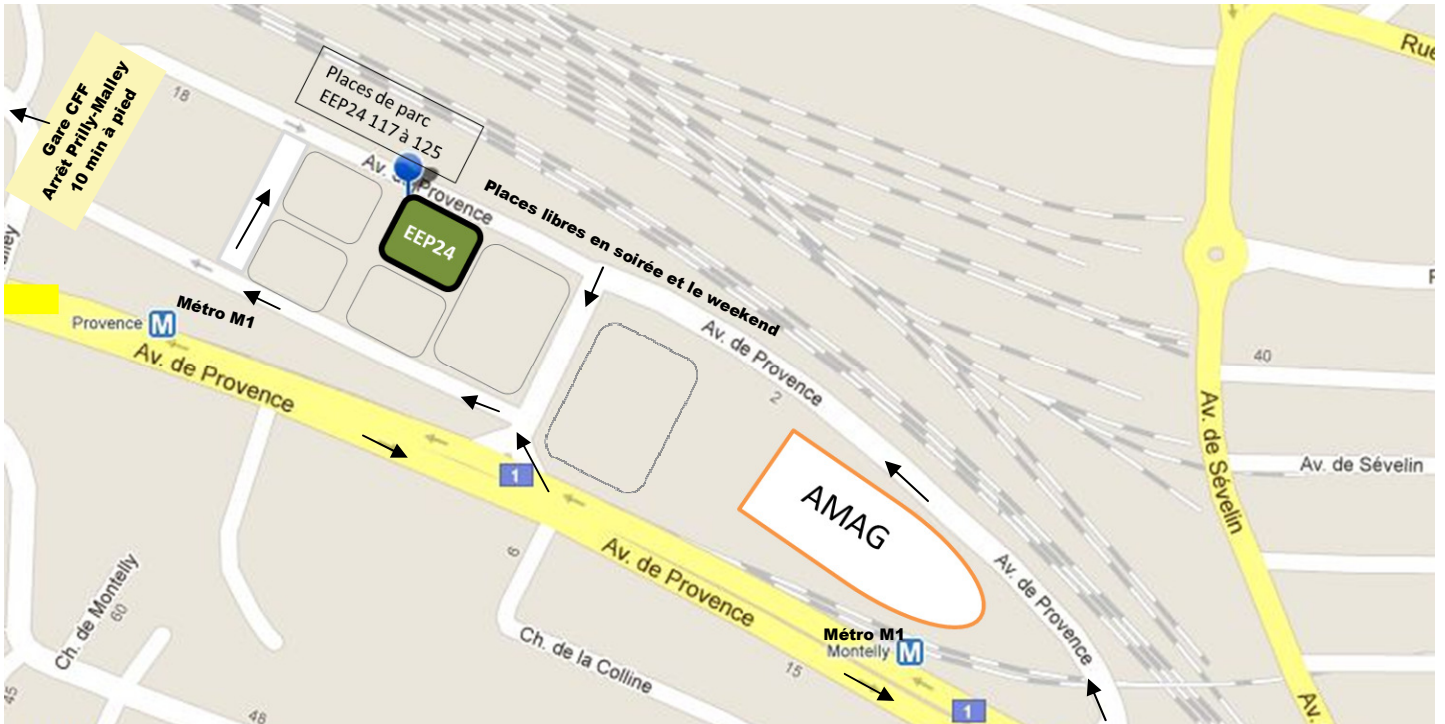 Rue
Gare CFF
Arrêt Prilly-Malley
10 min à pied
18
Places de parc
EEP24 117 à 125
Av. de Provence
EEP24
Places libres en soirée et le weekend
Métro M1
Provence M
Av. de Provence
Av. de Provence
2
40
Av. de Sévelin
Av. de Sévelin
1
AMAG
Av. de Provence
Av. de Provence
6
Ch. de Montelly
60
Ch. de la Colline
Métro M1
Montelly M
15
1
45
48
Av.